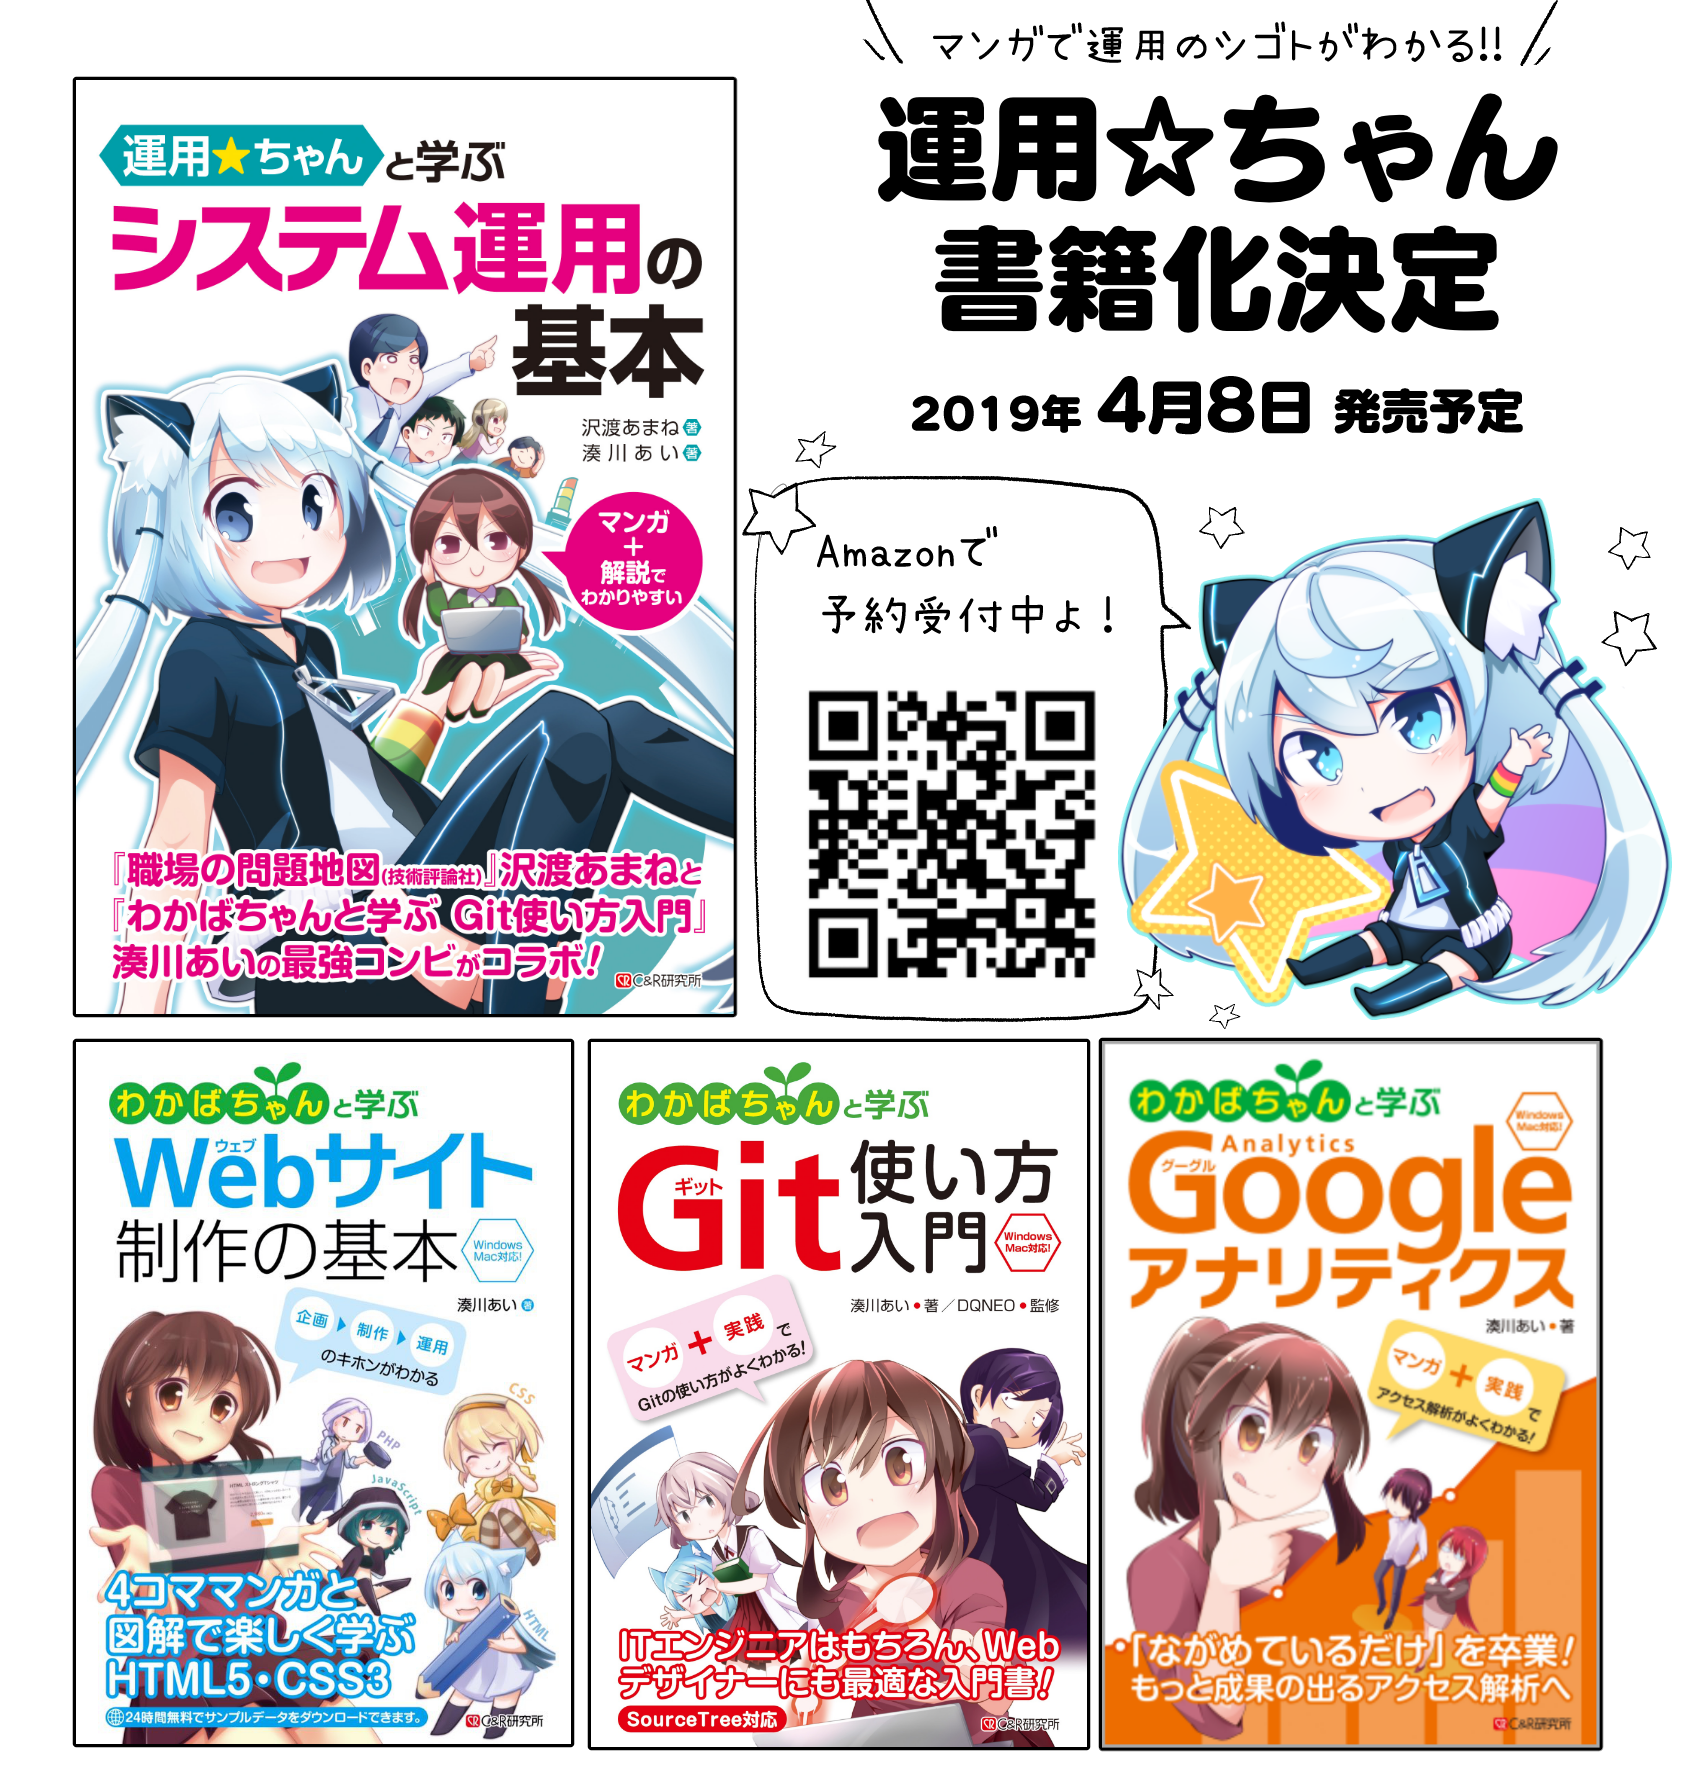 マンガで運用のシゴトがわかる!!
運用☆ちゃん
書籍化決定
2019年 4月8日 発売予定
Amazonで
予約受付中よ！
運用★ちゃんと学ぶ
システム運用の
基本
沢渡あまね 著
湊川あい 著
マンガ
＋
解説で
わかりやすい
『職場の問題地図(技術評論社)』沢渡あまねと
『わかばちゃんと学ぶ Git使い方入門』
湊川あいの最強コンビがコラボ！
C&R研究所
わかばちゃんと学ぶ
ウェブ
Webサイト
制作の基本
Windows
Mac対応!
湊川あい 著
企画▶制作▶運用
のキホンがわかる
PHP
CSS
JavaScript
HTML
4コママンガと
図解で楽しく学ぶ
HTML5・CSS3
24時間無料でサンプルデータをダウンロードできます。
C&R研究所
わかばちゃんと学ぶ
ギット
Git 使い方
入門
Windows
Mac対応!
湊川あい●著／DQNEO●監修
マンガ＋実践で
Gitの使い方がよくわかる!
ITエンジニアはもちろん、Web
デザイナーにも最適な入門書！
SourceTree対応
C&R研究所
わかばちゃんと学ぶ
Windows
Mac対応!
Analytics
グーグル
Google
アナリティクス
湊川あい●著
マンガ＋実践で
アクセス解析がよくわかる!
「ながめているだけ」を卒業！
もっと成果の出るアクセス解析へ
C&R研究所